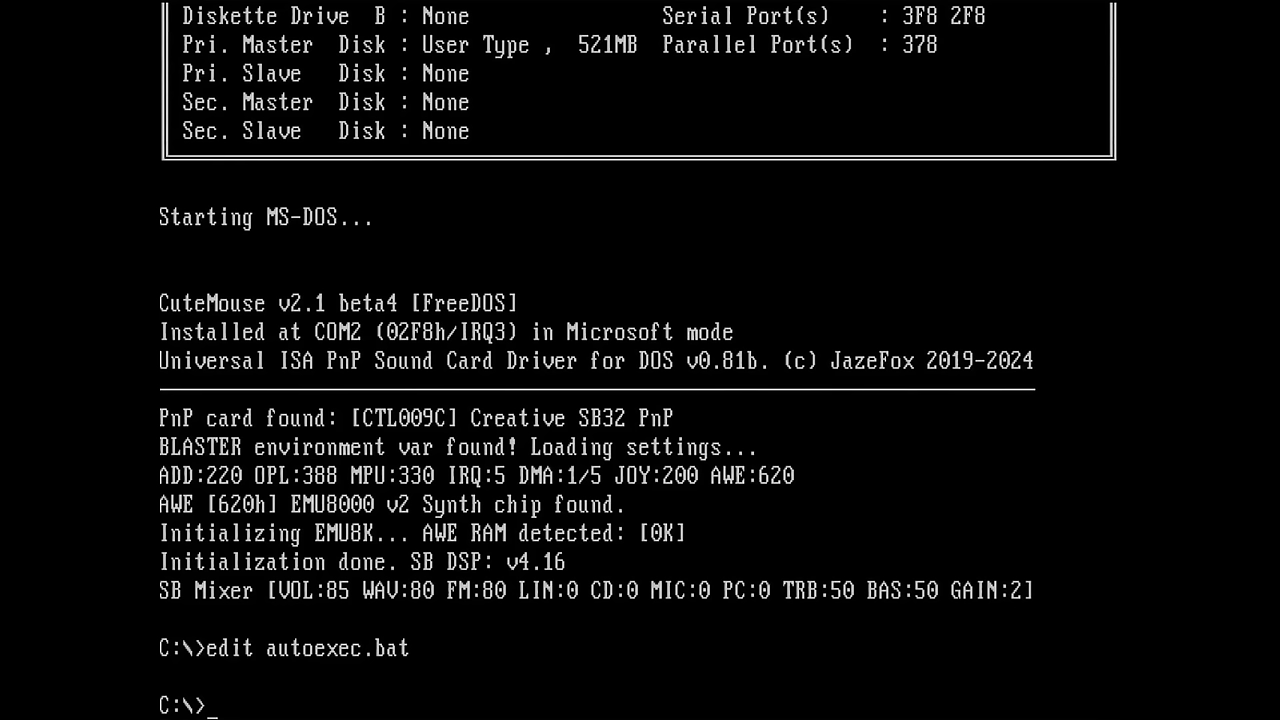 Diskette Drive B : None Serial Port(s) : 3F8 2F8
Pri. Master Disk : User Type , 521MB Parallel Port(s) : 378
Pri. Slave Disk : None
Sec. Master Disk : None
Sec. Slave Disk : None
Starting MS-DOS...
CuteMouse v2.1 beta4 [FreeDOS]
Installed at COM2 (02F8h/IRQ3) in Microsoft mode
Universal ISA PnP Sound Card Driver for DOS v0.81b. (c) JazeFox 2019-2024
PnP card found: [CTL009C] Creative SB32 PnP
BLASTER environment var found! Loading settings...
ADD:220 OPL:388 MPU:330 IRQ:5 DMA:1/5 JOY:200 AWE:620
AWE [620h] EMU8000 v2 Synth chip found.
Initializing EMU8K... AWE RAM detected: [0K]
Initialization done. SB DSP: v4.16
SB Mixer [VOL:85 WAV:80 FM:80 LIN:0 CD:0 MIC:0 PC:0 TRB:50 BAS:50 GAIN:2]
C:\>edit autoexec.bat
C:\>_